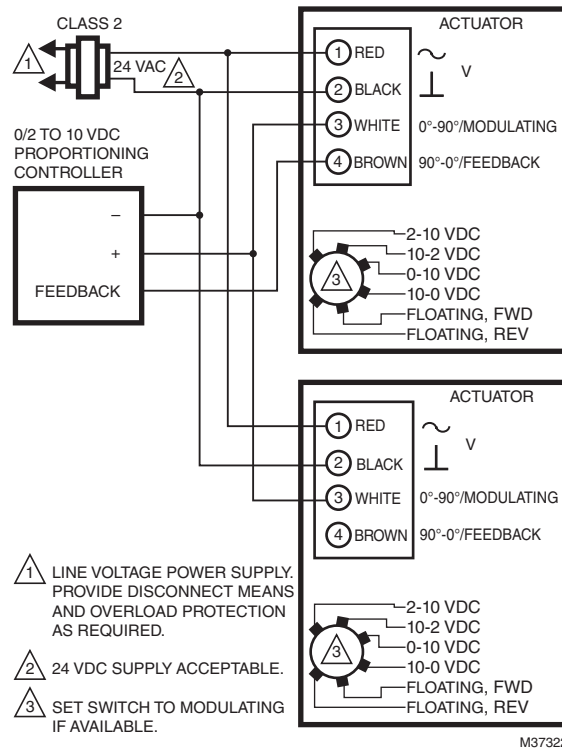 CLASS 2
1
24 VAC 2
0/2 TO 10 VDC
PROPORTIONING
CONTROLLER
–
+
FEEDBACK
ACTUATOR
1 RED
V
2 BLACK
3 WHITE 0°-90°/MODULATING
4 BROWN 90°-0°/FEEDBACK
3
2-10 VDC
10-2 VDC
0-10 VDC
10-0 VDC
FLOATING, FWD
FLOATING, REV
ACTUATOR
1 RED
V
2 BLACK
3 WHITE 0°-90°/MODULATING
4 BROWN 90°-0°/FEEDBACK
3
2-10 VDC
10-2 VDC
0-10 VDC
10-0 VDC
FLOATING, FWD
FLOATING, REV
1 LINE VOLTAGE POWER SUPPLY.
PROVIDE DISCONNECT MEANS
AND OVERLOAD PROTECTION
AS REQUIRED.
2 24 VDC SUPPLY ACCEPTABLE.
3 SET SWITCH TO MODULATING
IF AVAILABLE.